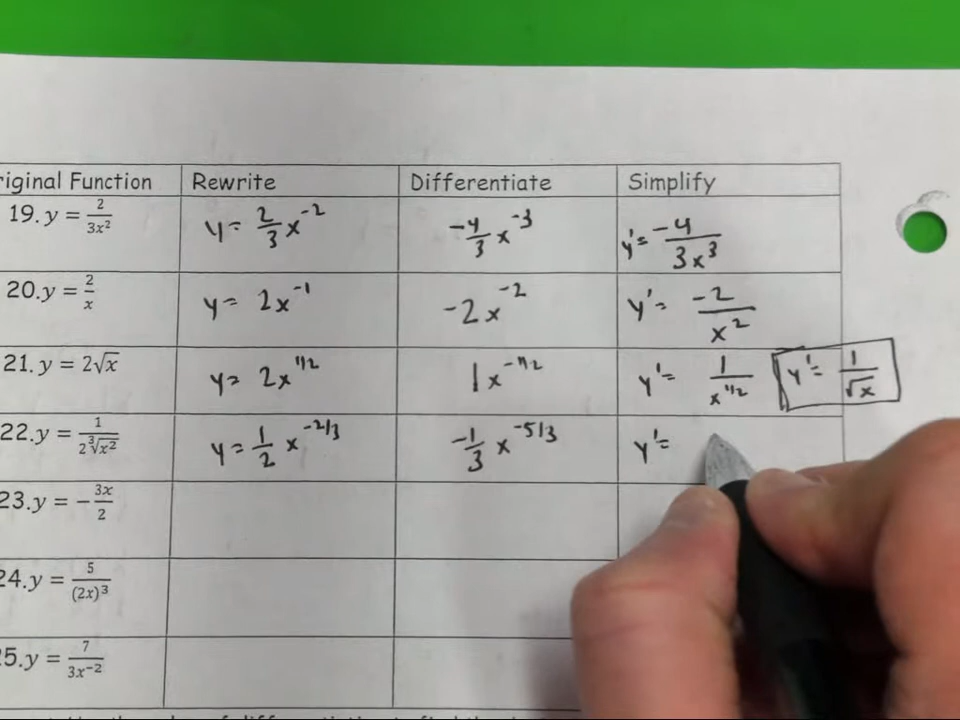 riginal Function Rewrite Differentiate Simplify
19. y = 2/3x² y = 2/3 x⁻² -4/3 x⁻³ y' = -4/3x³
20. y = 2/x y = 2x⁻¹ -2x⁻² y' = -2/x²
21. y = 2√x y = 2x^1/2 1x^-1/2 y' = 1/x^1/2 y' = 1/√x
22. y = 1/2∛x² y = 1/2 x^-2/3 -1/3 x^-5/3 y' =
23. y = -3x/2
24. y = 5/(2x)³
25. y = 7/3x⁻²